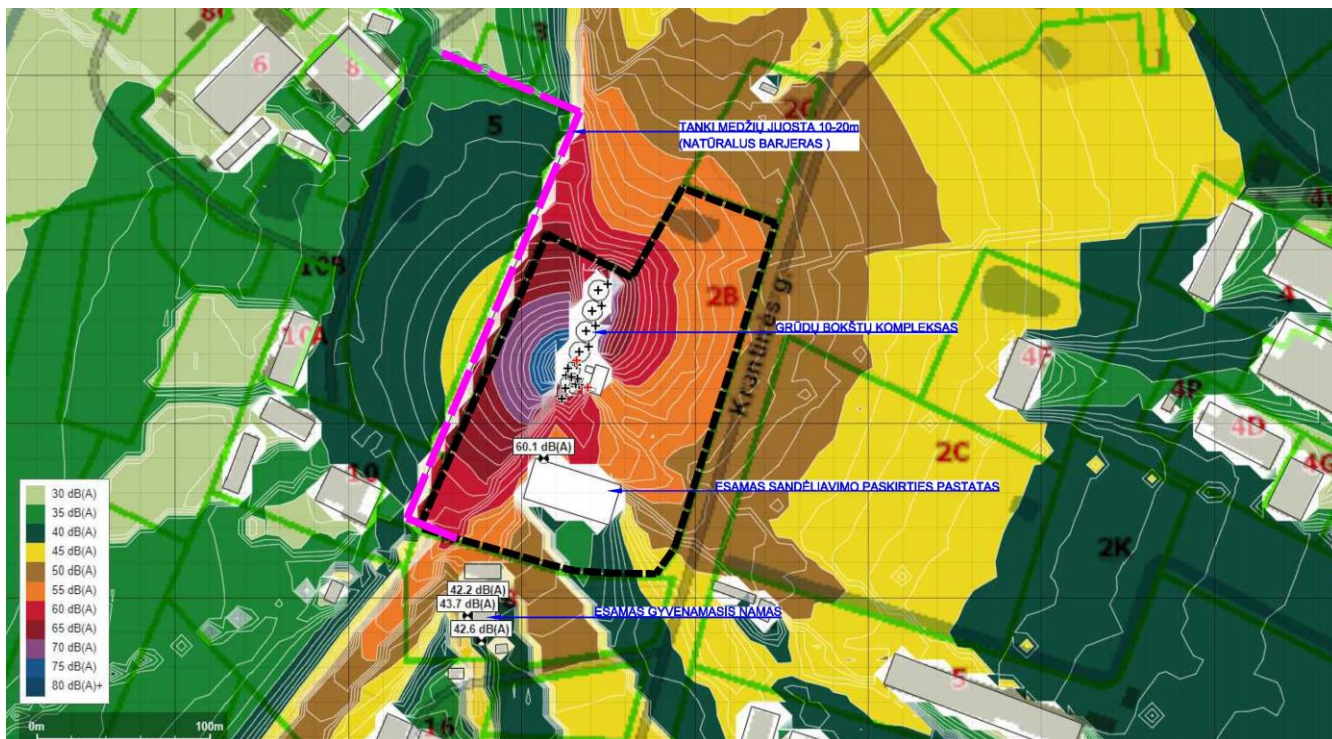 8
6
8
5
2C
TANKI MEDŽIŲ JUOSTA 10-20m
(NATŪRALUS BARJERAS )
10B
2B
4
GRŪDŲ BOKŠTŲ KOMPLEKSAS
10A
Krantinės g.
4F
4P
4D
4G
60.1 dB(A)
2C
10
ESAMAS SANDĖLIAVIMO PASKIRTIES PASTATAS
2K
30 dB(A)
35 dB(A)
40 dB(A)
45 dB(A)
50 dB(A)
55 dB(A)
60 dB(A)
65 dB(A)
70 dB(A)
75 dB(A)
80 dB(A)+
42.2 dB(A)
43.7 dB(A)
42.6 dB(A)
ESAMAS GYVENAMASIS NAMAS
5
16
0m
100m